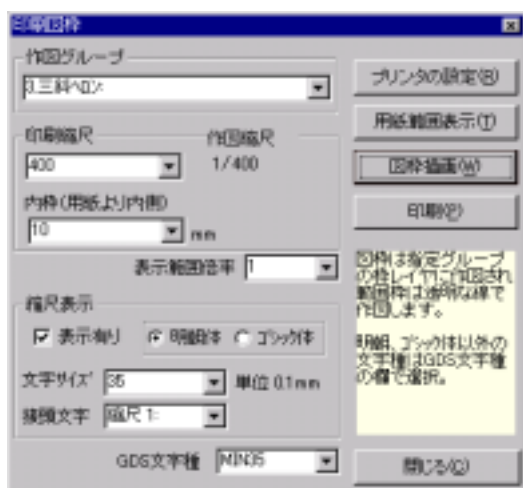 印刷図枠
作図グループ
3.三斜ヘロン
プリンタの設定(B)
用紙範囲表示(T)
印刷縮尺
作図縮尺
400
1/400
図枠描画(W)
内枠(用紙より内側)
10
mm
印刷(P)
表示範囲倍率
1
図枠は指定グループ
の枠レイヤに作図され
範囲枠は透明な線で
作図します。
明朝、ゴシック体以外の
文字種はGDS文字種
の欄で選択。
縮尺表示
表示有り
明朝体
ゴシック体
文字サイズ
35
単位 0.1mm
接頭文字
縮尺 1:
GDS文字種
MIN05
閉じる(C)